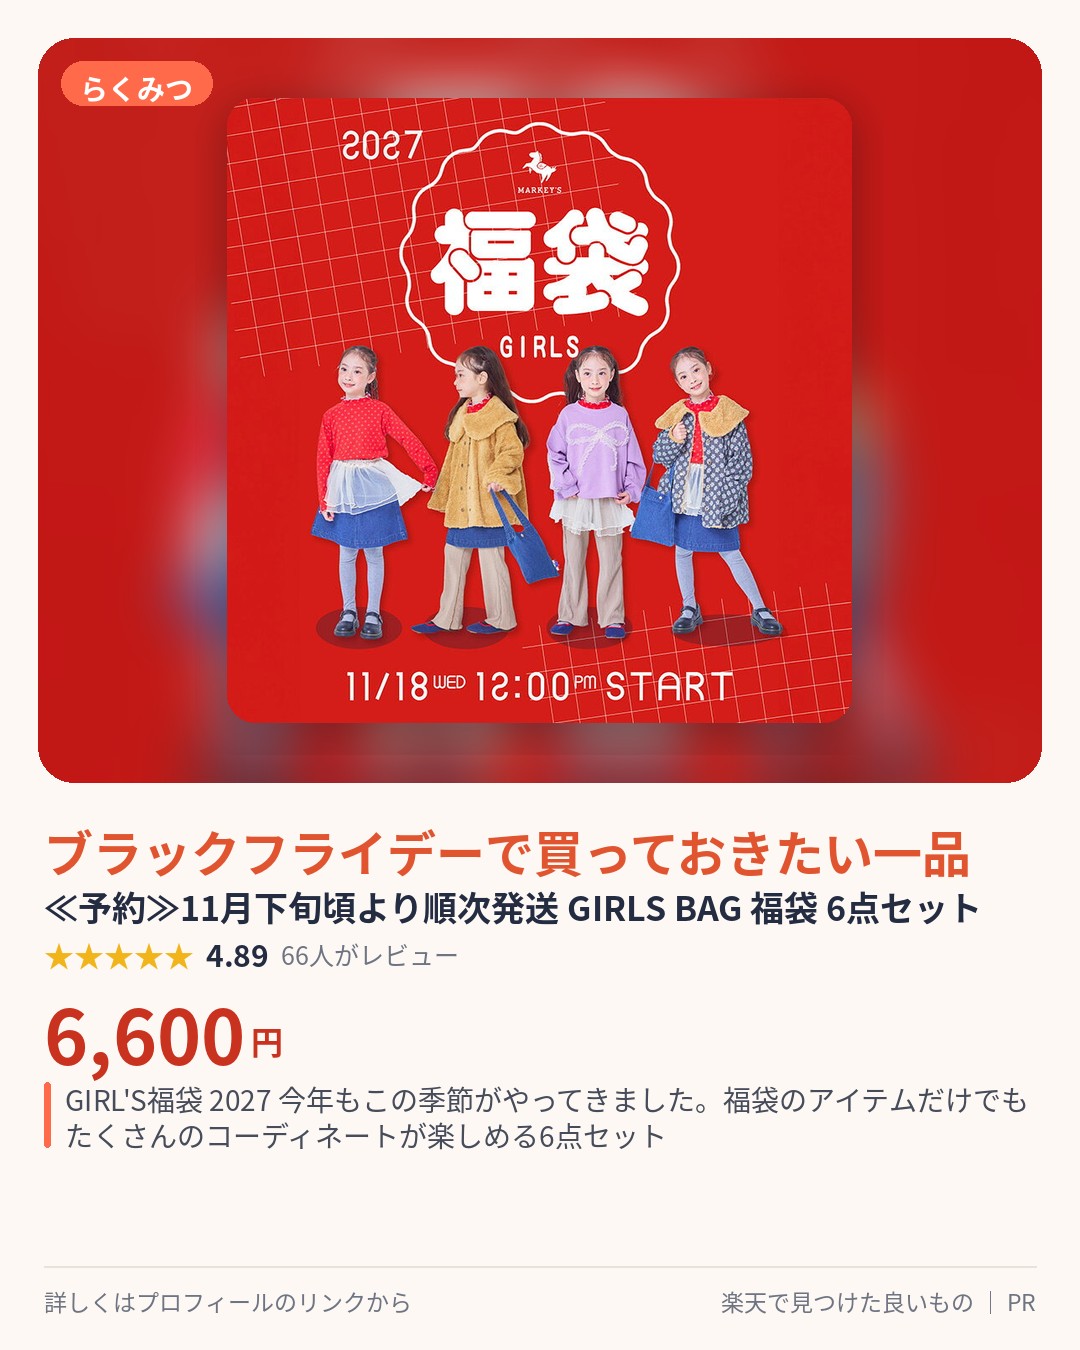 らくみつ
2027
MARKEY'S
福袋
GIRLS
11/18 WED 12:00 PM START
ブラックフライデーで買っておきたい一品
≪予約≫11月下旬頃より順次発送 GIRLS BAG 福袋 6点セット
★★★★★ 4.89 66人がレビュー
6,600円
GIRL'S福袋 2027 今年もこの季節がやってきました。福袋のアイテムだけでも
たくさんのコーディネートが楽しめる6点セット
詳しくはプロフィールのリンクから
楽天で見つけた良いもの｜PR